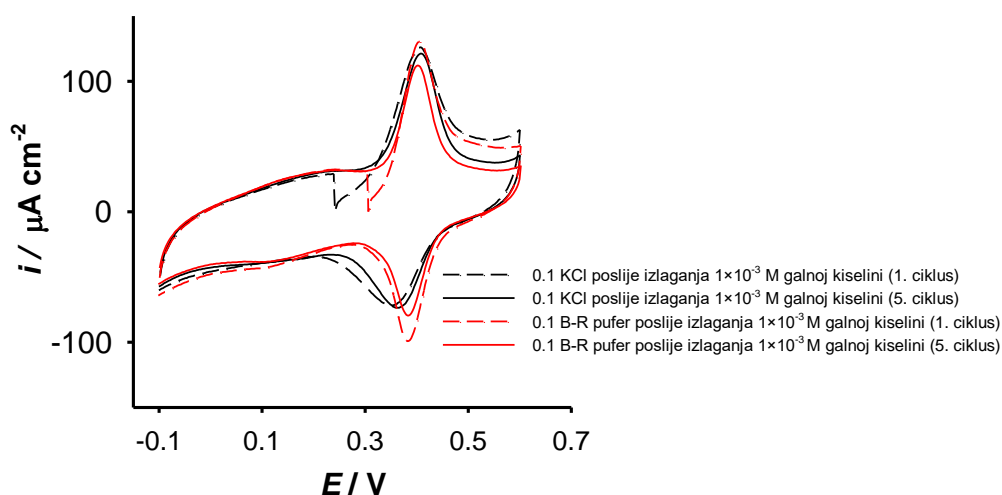 100
i / µA cm-2
0
0.1 KCl poslije izlaganja 1×10-3 M galnoj kiselini (1. ciklus)
0.1 KCl poslije izlaganja 1×10-3 M galnoj kiselini (5. ciklus)
0.1 B-R pufer poslije izlaganja 1×10-3 M galnoj kiselini (1. ciklus)
0.1 B-R pufer poslije izlaganja 1×10-3 M galnoj kiselini (5. ciklus)
-100
-0.1 0.1 0.3 0.5 0.7
E / V